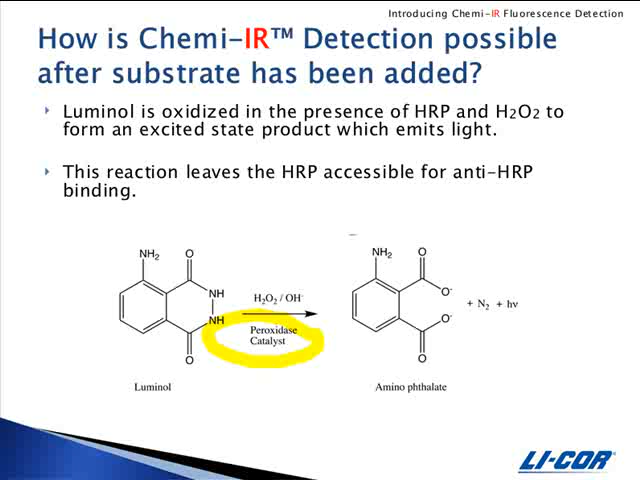 Introducing Chemi-IR Fluorescence Detection
How is Chemi-IR™ Detection possible
after substrate has been added?
Luminol is oxidized in the presence of HRP and H2O2 to
form an excited state product which emits light.
This reaction leaves the HRP accessible for anti-HRP
binding.
NH2 O
NH
NH
O
Luminol
H2O2 / OH-
Peroxidase
Catalyst
NH2 O
O-
O-
O
Amino phthalate
+ N2 + hν
LI-COR